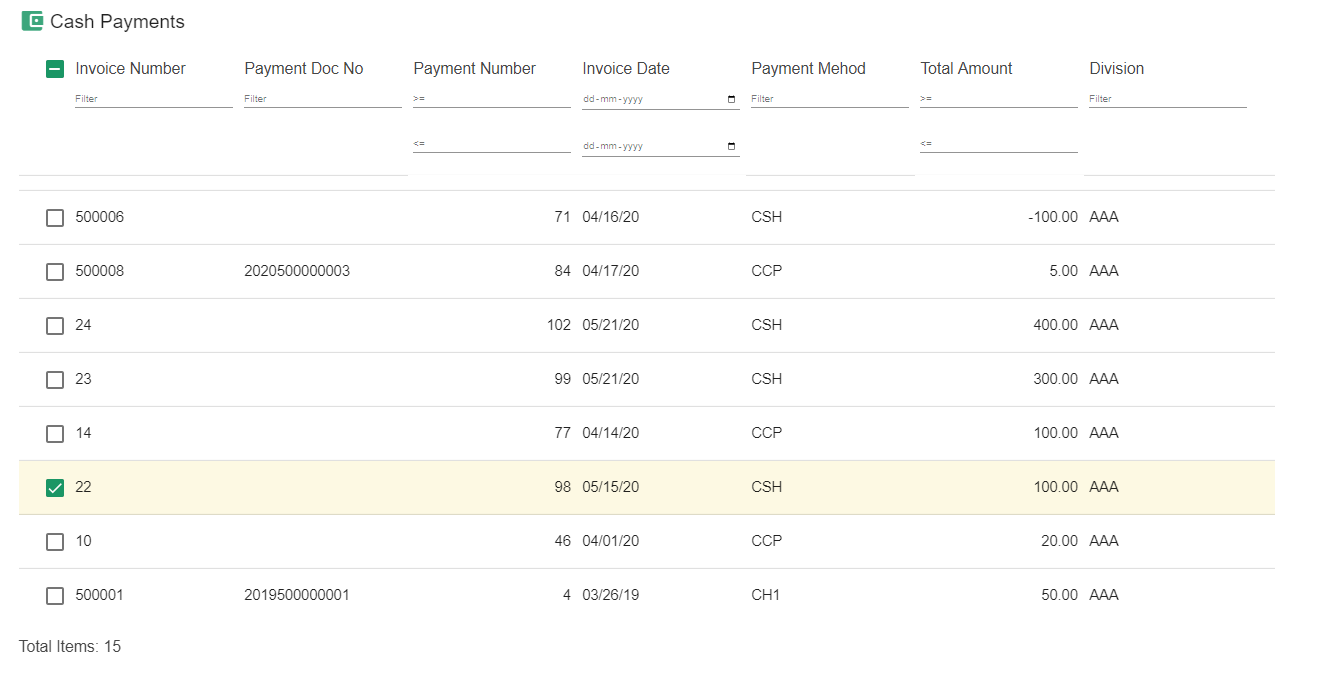 Cash Payments
Invoice Number Payment Doc No Payment Number Invoice Date Payment Mehod Total Amount Division
Filter Filter >= dd-mm-yyyy Filter >= Filter
<= dd-mm-yyyy <=
500006 71 04/16/20 CSH -100.00 AAA
500008 2020500000003 84 04/17/20 CCP 5.00 AAA
24 102 05/21/20 CSH 400.00 AAA
23 99 05/21/20 CSH 300.00 AAA
14 77 04/14/20 CCP 100.00 AAA
22 98 05/15/20 CSH 100.00 AAA
10 46 04/01/20 CCP 20.00 AAA
500001 2019500000001 4 03/26/19 CH1 50.00 AAA
Total Items: 15